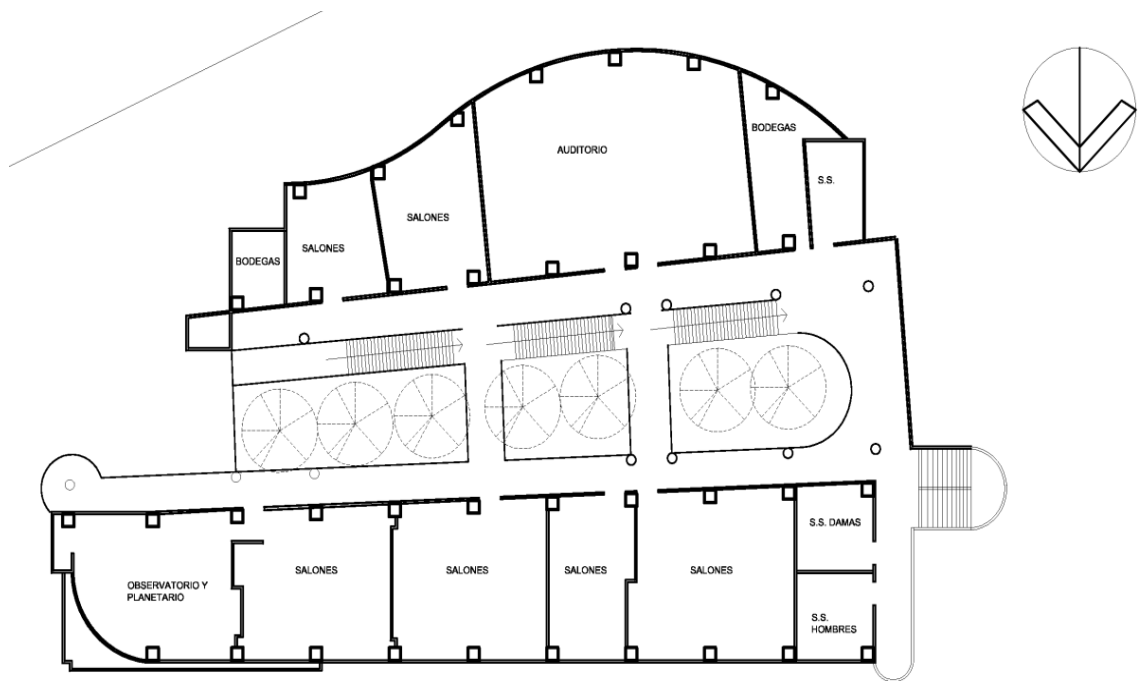 AUDITORIO
BODEGAS
S.S.
SALONES
SALONES
BODEGAS
S.S. DAMAS
OBSERVATORIO Y
PLANETARIO
SALONES
SALONES
SALONES
SALONES
S.S.
HOMBRES